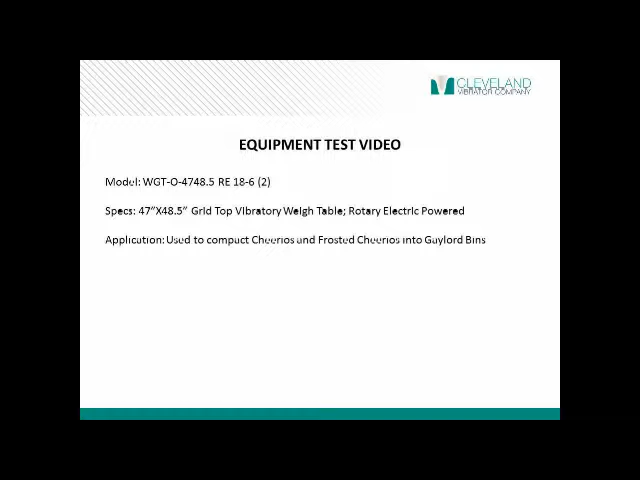 CLEVELAND
VIBRATOR COMPANY
EQUIPMENT TEST VIDEO
Model: WGT-O-4748.5 RE 18-6 (2)
Specs: 47"X48.5" Grid Top Vibratory Weigh Table; Rotary Electric Powered
Application: Used to compact Cheerios and Frosted Cheerios into Gaylord Bins